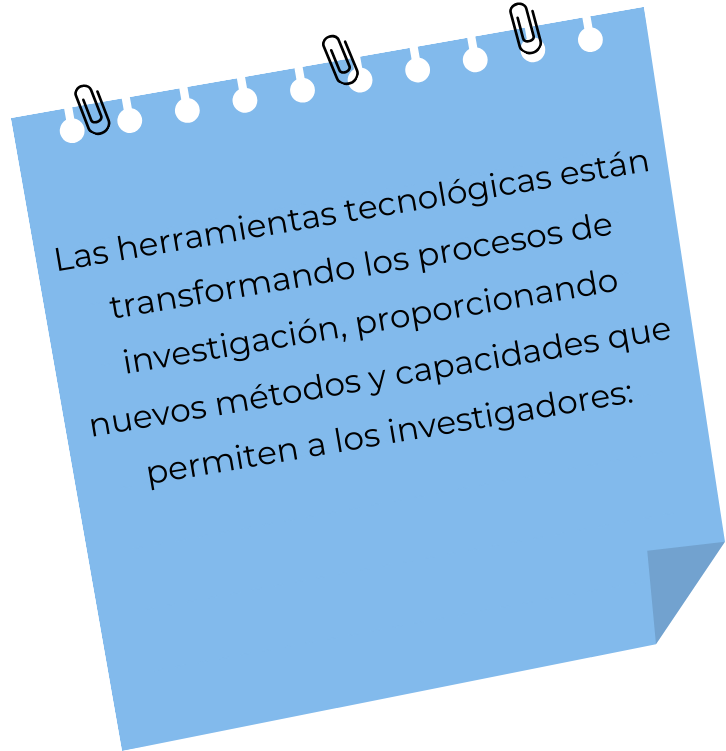 Las herramientas tecnológicas están
transformando los procesos de
investigación, proporcionando
nuevos métodos y capacidades que
permiten a los investigadores: